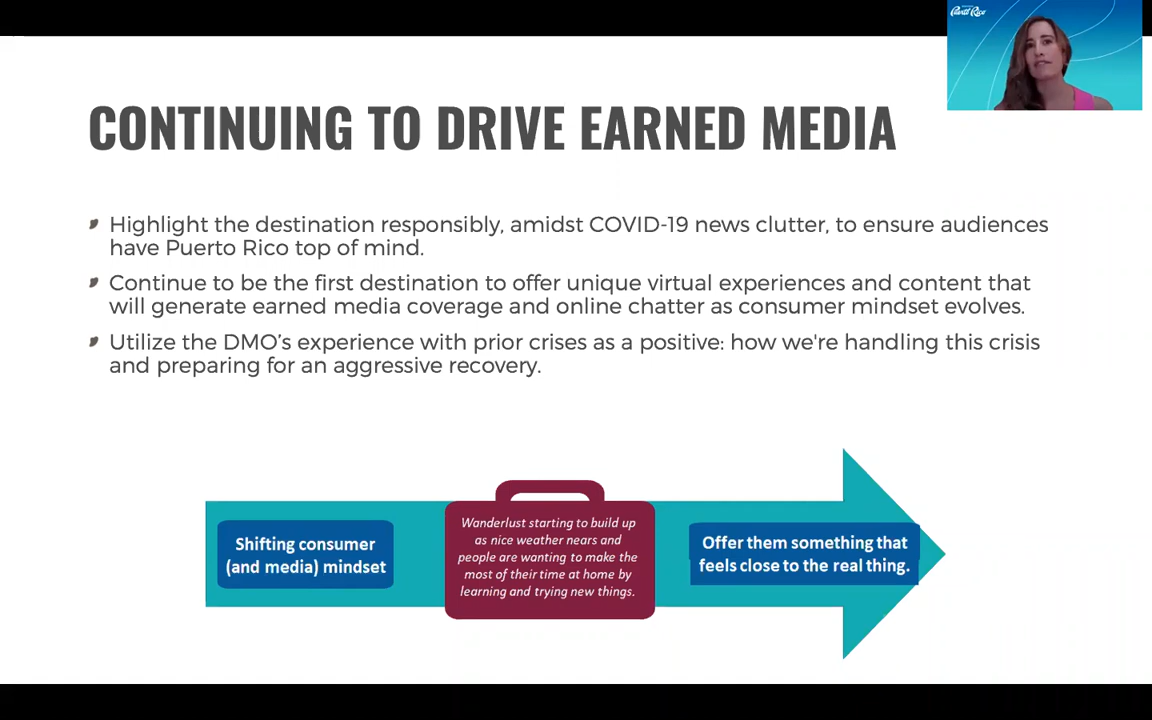 Puerto Rico
CONTINUING TO DRIVE EARNED MEDIA
Highlight the destination responsibly, amidst COVID-19 news clutter, to ensure audiences
have Puerto Rico top of mind.
Continue to be the first destination to offer unique virtual experiences and content that
will generate earned media coverage and online chatter as consumer mindset evolves.
Utilize the DMO's experience with prior crises as a positive: how we're handling this crisis
and preparing for an aggressive recovery.
Shifting consumer
(and media) mindset
Wanderlust starting to build up
as nice weather nears and
people are wanting to make the
most of their time at home by
learning and trying new things.
Offer them something that
feels close to the real thing.